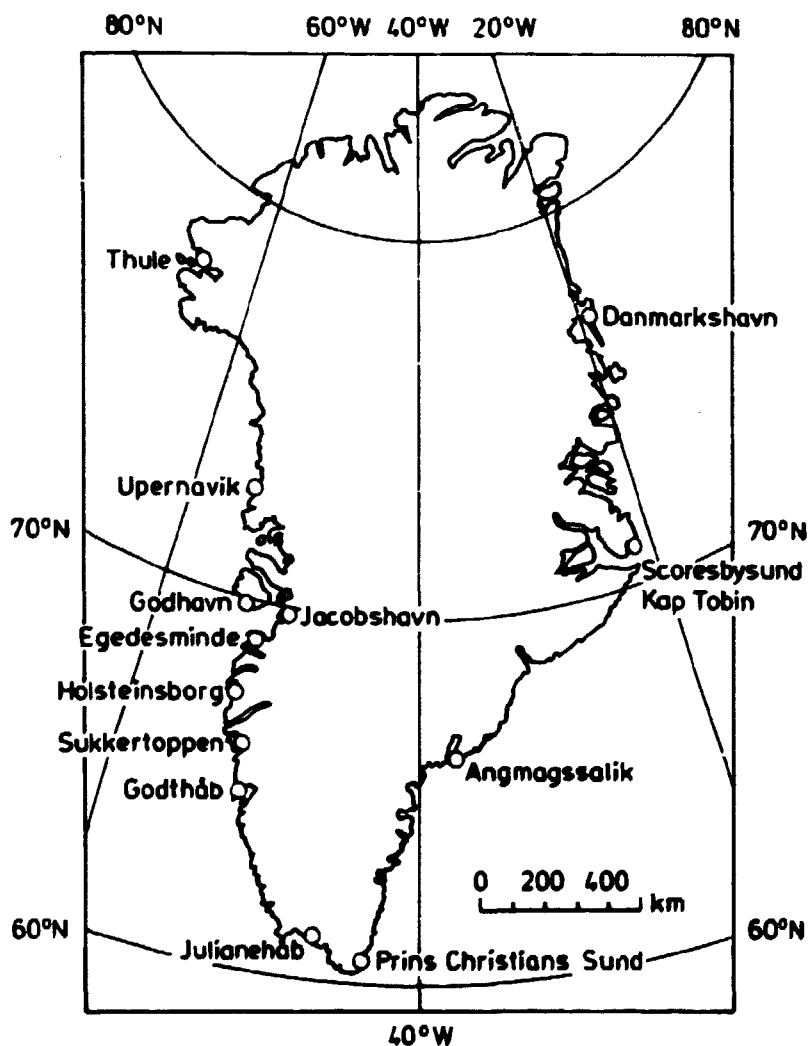 80°N 60°W 40°W 20°W 80°N
Thule
Danmarkshavn
Upernavik
70°N 70°N
Scoresbysund
Kap Tobin
Godhavn
Jacobshavn
Egedesminde
Holsteinsborg
Sukkertoppen
Angmagssalik
Godthåb
0 200 400
km
60°N 60°N
Julianehåb
Prins Christians Sund
40°W